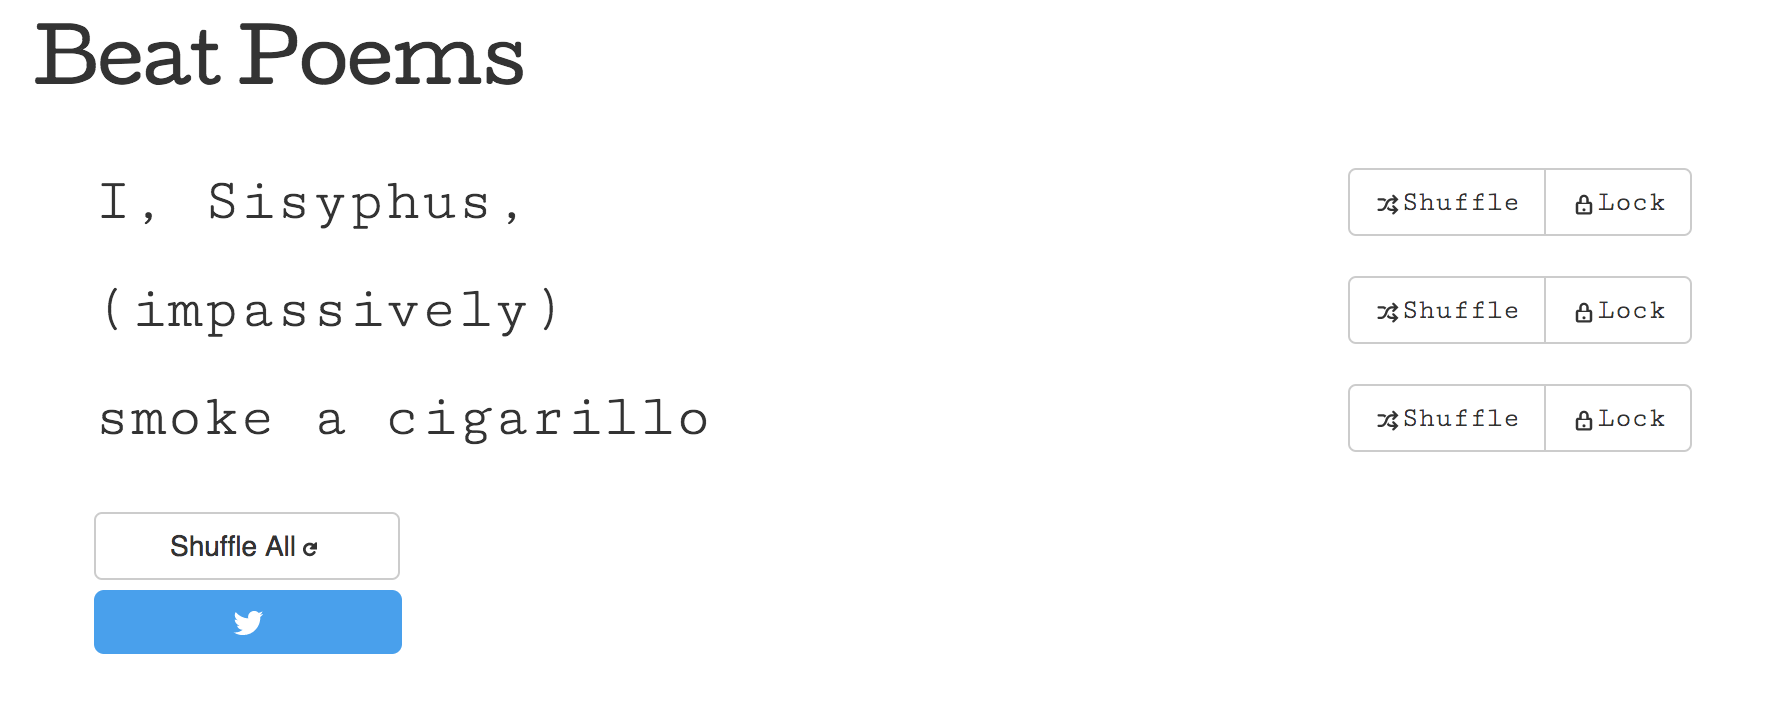 Beat Poems
I, Sisyphus,
Shuffle
Lock
(impassively)
Shuffle
Lock
smoke a cigarillo
Shuffle
Lock
Shuffle All